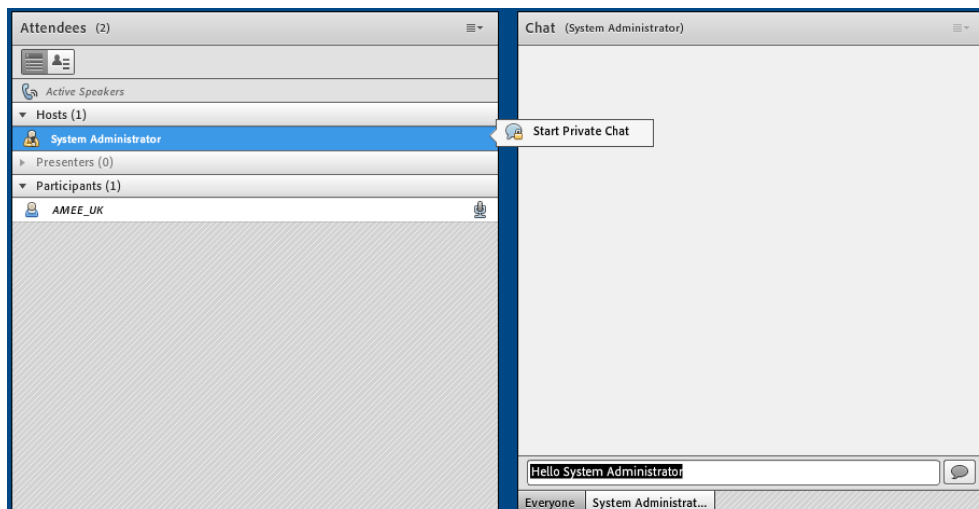 Attendees (2)
Active Speakers
Hosts (1)
System Administrator
Presenters (0)
Participants (1)
AMEE_UK
Start Private Chat
Chat (System Administrator)
Hello System Administrator
Everyone
System Administrat...